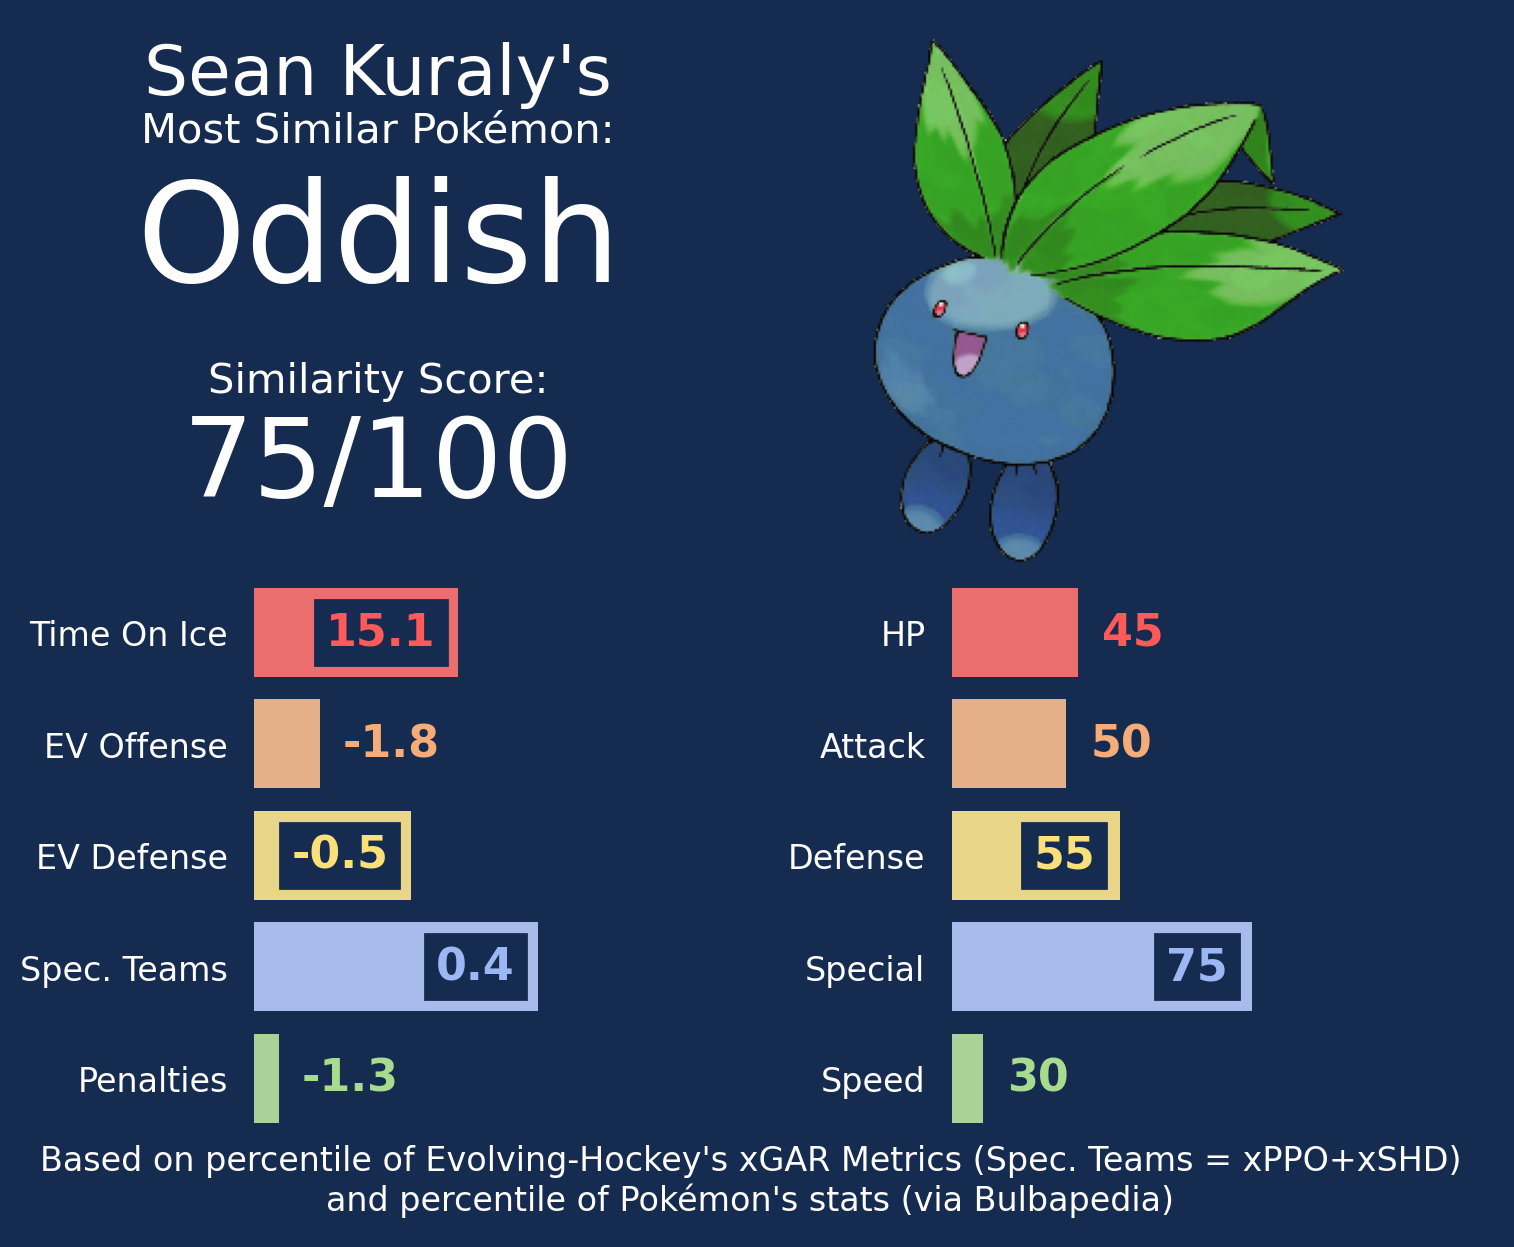 Sean Kuraly's
Most Similar Pokémon:
Oddish
Similarity Score:
75/100
Time On Ice 15.1
EV Offense -1.8
EV Defense -0.5
Spec. Teams 0.4
Penalties -1.3
HP 45
Attack 50
Defense 55
Special 75
Speed 30
Based on percentile of Evolving-Hockey's xGAR Metrics (Spec. Teams = xPPO+xSHD)
and percentile of Pokémon's stats (via Bulbapedia)